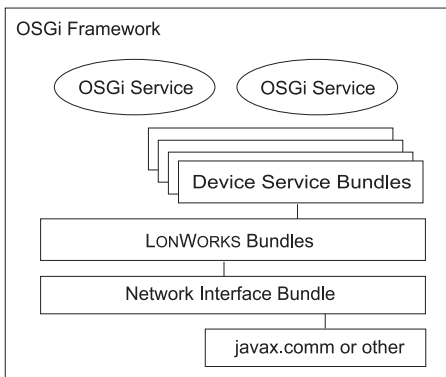 OSGi Framework
OSGi Service
OSGi Service
Device Service Bundles
LONWORKS Bundles
Network Interface Bundle
javax.comm or other